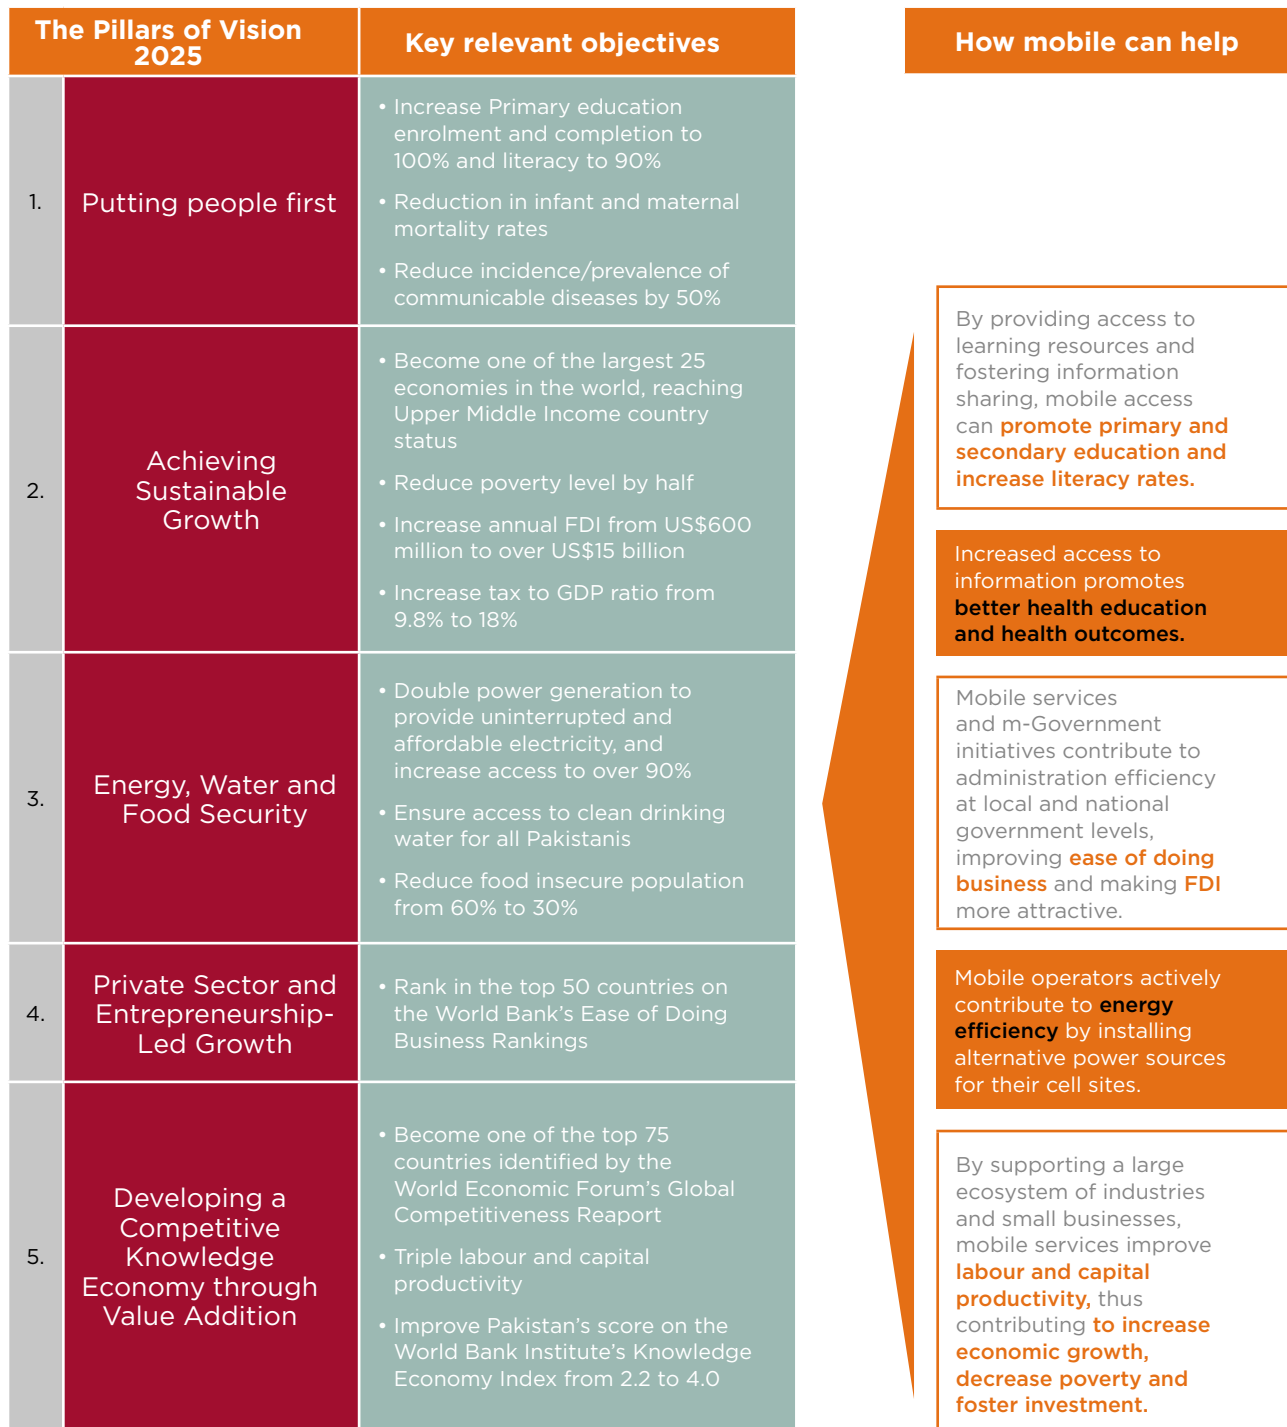 The Pillars of Vision
2025
Key relevant objectives
How mobile can help
1.
Putting people first
• Increase Primary education
enrolment and completion to
100% and literacy to 90%
• Reduction in infant and maternal
mortality rates
• Reduce incidence/prevalence of
communicable diseases by 50%
2.
Achieving
Sustainable
Growth
• Become one of the largest 25
economies in the world, reaching
Upper Middle Income country
status
• Reduce poverty level by half
• Increase annual FDI from US$600
million to over US$15 billion
• Increase tax to GDP ratio from
9.8% to 18%
3.
Energy, Water and
Food Security
• Double power generation to
provide uninterrupted and
affordable electricity, and
increase access to over 90%
• Ensure access to clean drinking
water for all Pakistanis
• Reduce food insecure population
from 60% to 30%
4.
Private Sector and
Entrepreneurship-
Led Growth
• Rank in the top 50 countries on
the World Bank's Ease of Doing
Business Rankings
5.
Developing a
Competitive
Knowledge
Economy through
Value Addition
• Become one of the top 75
countries identified by the
World Economic Forum's Global
Competitiveness Reaport
• Triple labour and capital
productivity
• Improve Pakistan's score on the
World Bank Institute's Knowledge
Economy Index from 2.2 to 4.0
By providing access to
learning resources and
fostering information
sharing, mobile access
can promote primary and
secondary education and
increase literacy rates.
Increased access to
information promotes
better health education
and health outcomes.
Mobile services
and m-Government
initiatives contribute to
administration efficiency
at local and national
government levels,
improving ease of doing
business and making FDI
more attractive.
Mobile operators actively
contribute to energy
efficiency by installing
alternative power sources
for their cell sites.
By supporting a large
ecosystem of industries
and small businesses,
mobile services improve
labour and capital
productivity, thus
contributing to increase
economic growth,
decrease poverty and
foster investment.